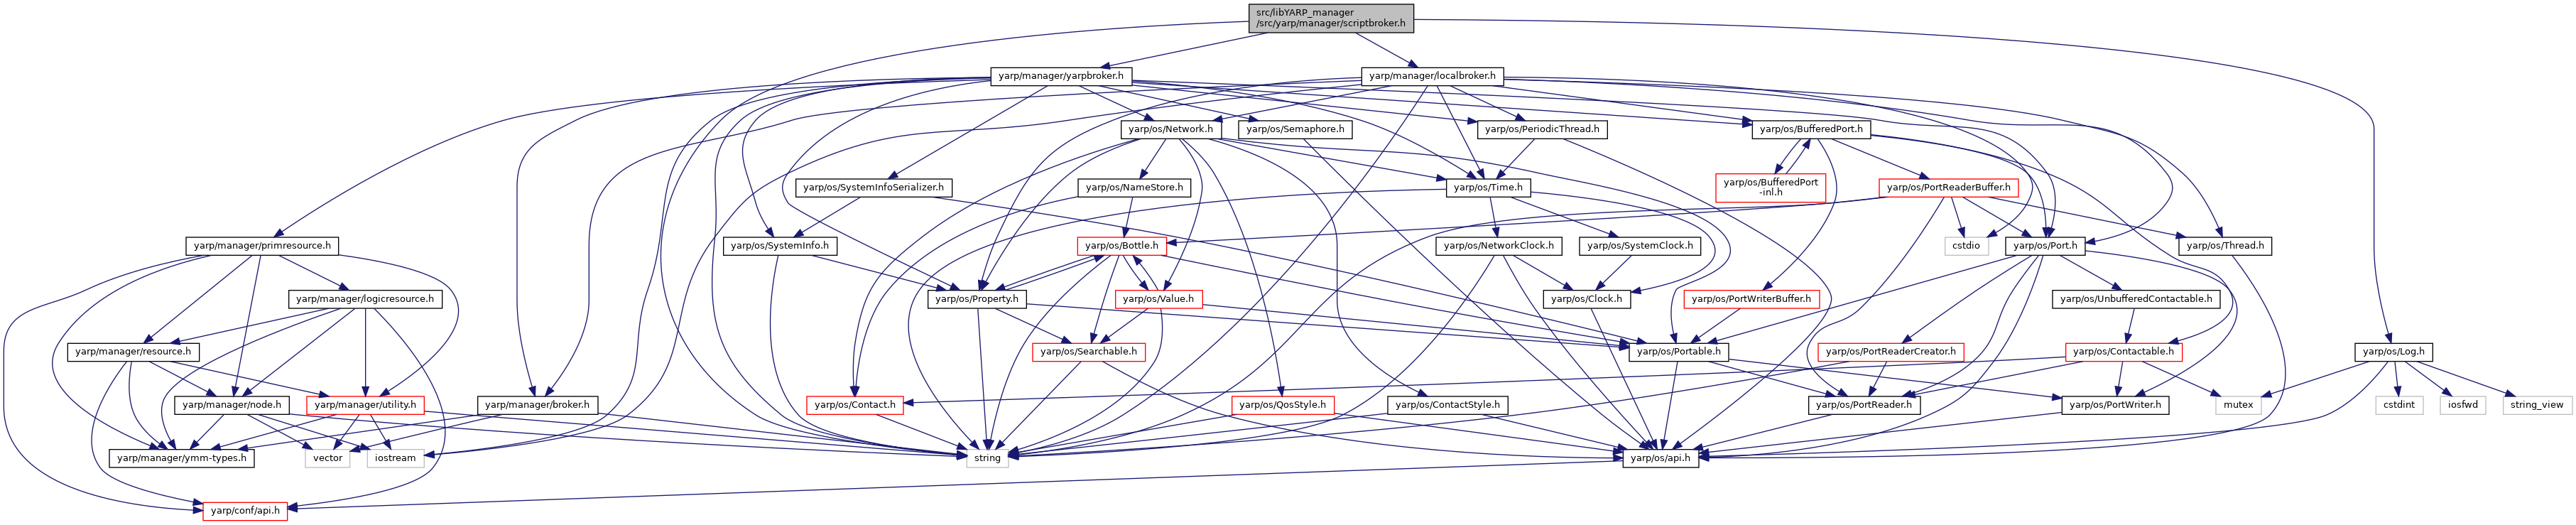 src/libYARP_manager
/src/yarp/manager/scriptbroker.h
yarp/manager/yarpbroker.h
yarp/manager/localbroker.h
yarp/os/Network.h
yarp/os/Semaphore.h
yarp/os/PeriodicThread.h
yarp/os/BufferedPort.h
yarp/os/SystemInfoSerializer.h
yarp/os/NameStore.h
yarp/os/Time.h
yarp/os/BufferedPort
-inl.h
yarp/os/PortReaderBuffer.h
yarp/manager/primresource.h
yarp/os/SystemInfo.h
yarp/os/Bottle.h
yarp/os/NetworkClock.h
yarp/os/SystemClock.h
cstdio
yarp/os/Port.h
yarp/os/Thread.h
yarp/manager/logicresource.h
yarp/os/Property.h
yarp/os/Value.h
yarp/os/Clock.h
yarp/os/PortWriterBuffer.h
yarp/os/UnbufferedContactable.h
yarp/manager/resource.h
yarp/os/Searchable.h
yarp/os/Portable.h
yarp/os/PortReaderCreator.h
yarp/os/Contactable.h
yarp/os/Log.h
yarp/manager/node.h
yarp/manager/utility.h
yarp/manager/broker.h
yarp/os/Contact.h
yarp/os/QosStyle.h
yarp/os/ContactStyle.h
yarp/os/PortReader.h
yarp/os/PortWriter.h
mutex
cstdint
iosfwd
string_view
yarp/manager/ymm-types.h
vector
iostream
string
yarp/os/api.h
yarp/conf/api.h